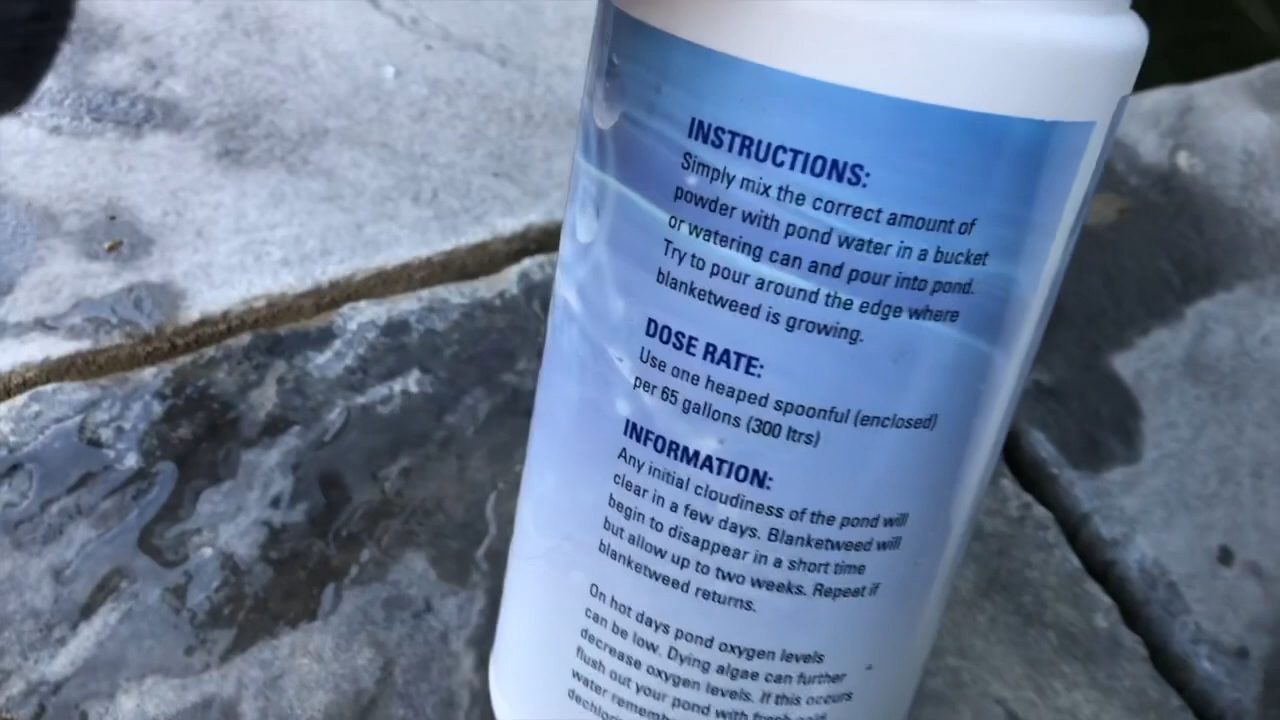 INSTRUCTIONS:
Simply mix the correct amount of
powder with pond water in a bucket
or watering can and pour into pond.
Try to pour around the edge where
blanketweed is growing.
DOSE RATE:
Use one heaped spoonful (enclosed)
per 65 gallons (300 ltrs)
INFORMATION:
Any initial cloudiness of the pond will
clear in a few days. Blanketweed will
begin to disappear in a short time
but allow up to two weeks. Repeat if
blanketweed returns.
On hot days pond oxygen levels
can be low. Dying algae can further
decrease oxygen levels. If this occurs
flush out your pond with fresh
water